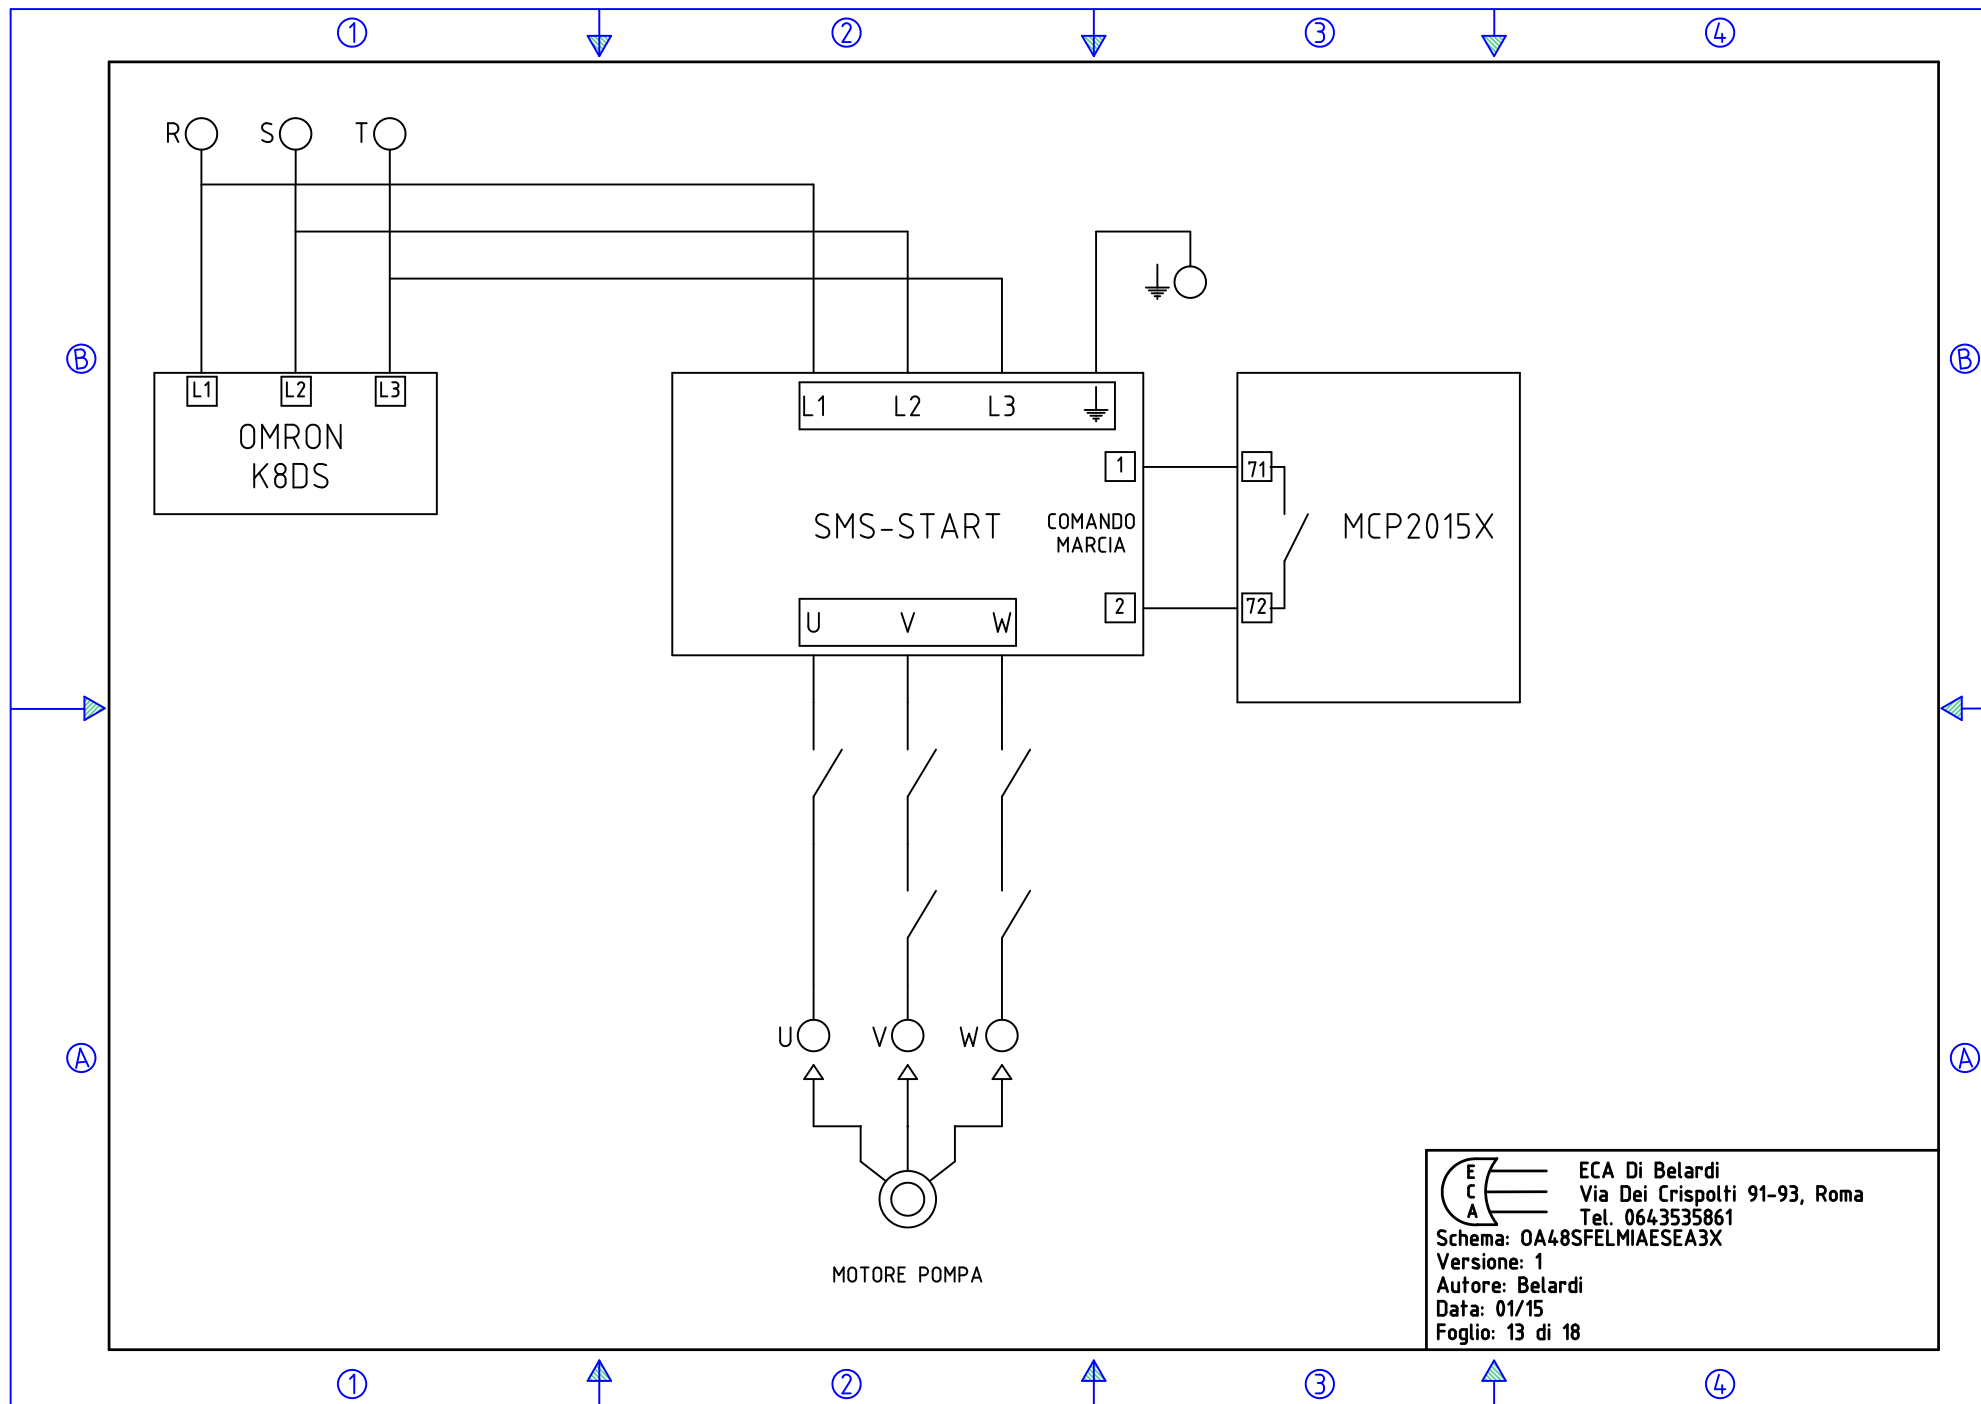 1 2 3 4
R S T
B B
L1 L2 L3
OMRON
K8DS
L1 L2 L3
1 71
SMS-START
COMANDO
MARCIA
MCP2015X
2 72
U V W
U V W
A A
MOTORE POMPA
E
C
A
ECA Di Belardi
Via Dei Crispolti 91-93, Roma
Tel. 0643535861
Schema: OA48SFELMIAESEA3X
Versione: 1
Autore: Belardi
Data: 01/15
Foglio: 13 di 18
1 2 3 4